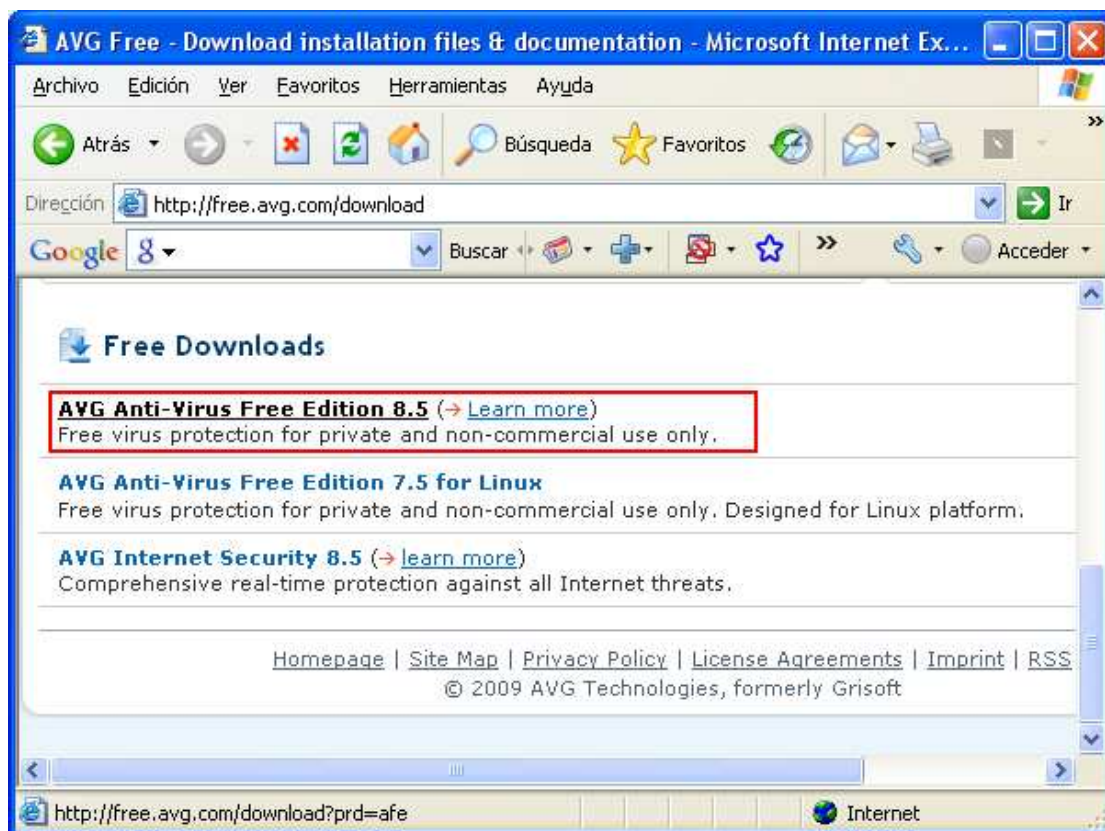 AVG Free - Download installation files & documentation - Microsoft Internet Ex...
Archivo Edición Ver Favoritos Herramientas Ayuda
Atrás Búsqueda Favoritos »
Dirección http://free.avg.com/download Ir
Google g Buscar » Acceder
Free Downloads
AVG Anti-Virus Free Edition 8.5 (→ Learn more)
Free virus protection for private and non-commercial use only.
AVG Anti-Virus Free Edition 7.5 for Linux
Free virus protection for private and non-commercial use only. Designed for Linux platform.
AVG Internet Security 8.5 (→ learn more)
Comprehensive real-time protection against all Internet threats.
Homepage | Site Map | Privacy Policy | License Agreements | Imprint | RSS
© 2009 AVG Technologies, formerly Grisoft
http://free.avg.com/download?prd=afe Internet